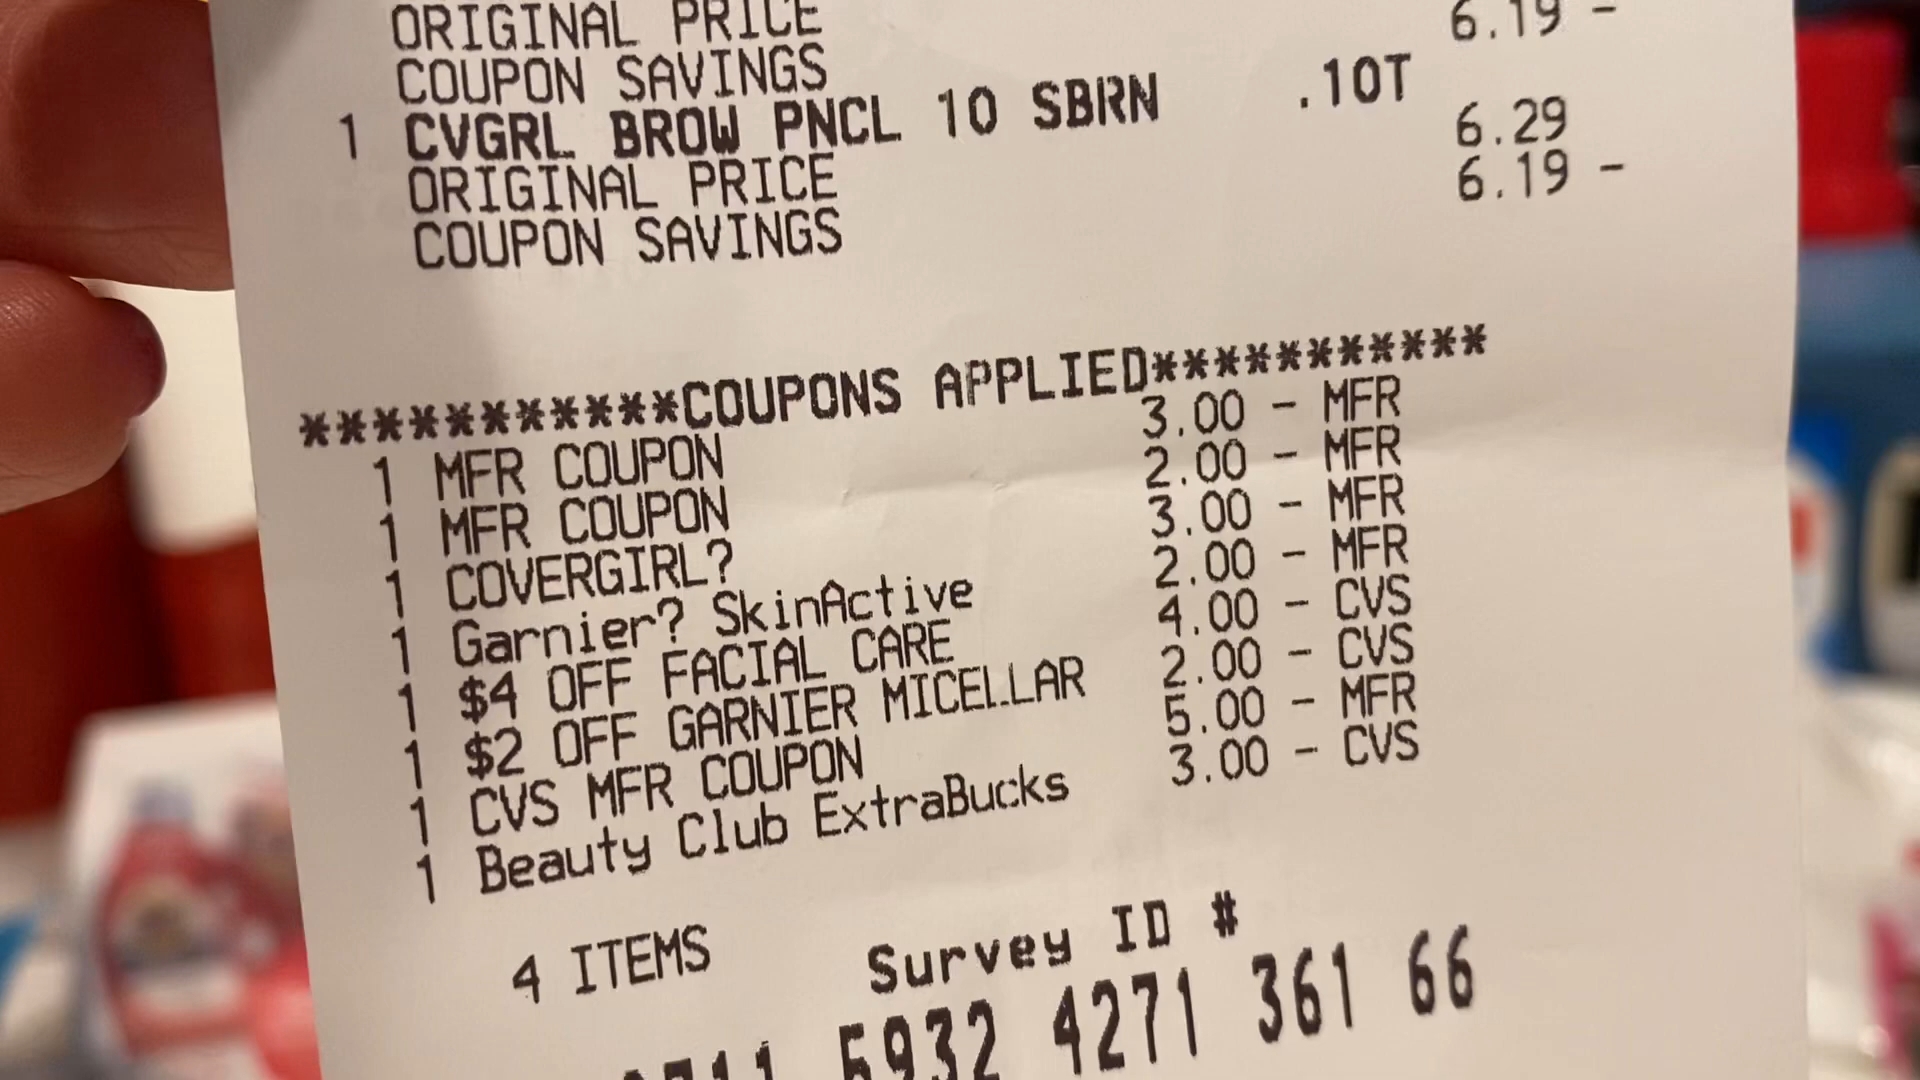 ORIGINAL PRICE
COUPON SAVINGS 6.19 -
1 CVGRL BROW PNCL 10 SBRN .10T
ORIGINAL PRICE 6.29
COUPON SAVINGS 6.19 -
************COUPONS APPLIED***********
1 MFR COUPON 3.00 - MFR
1 MFR COUPON 2.00 - MFR
1 COVERGIRL? 3.00 - MFR
1 Garnier? SkinActive 2.00 - MFR
1 $4 OFF FACIAL CARE 4.00 - CVS
1 $2 OFF GARNIER MICELLAR 2.00 - CVS
1 CVS MFR COUPON 5.00 - MFR
1 Beauty Club ExtraBucks 3.00 - CVS
4 ITEMS
Survey ID #
5932 4271 361 66